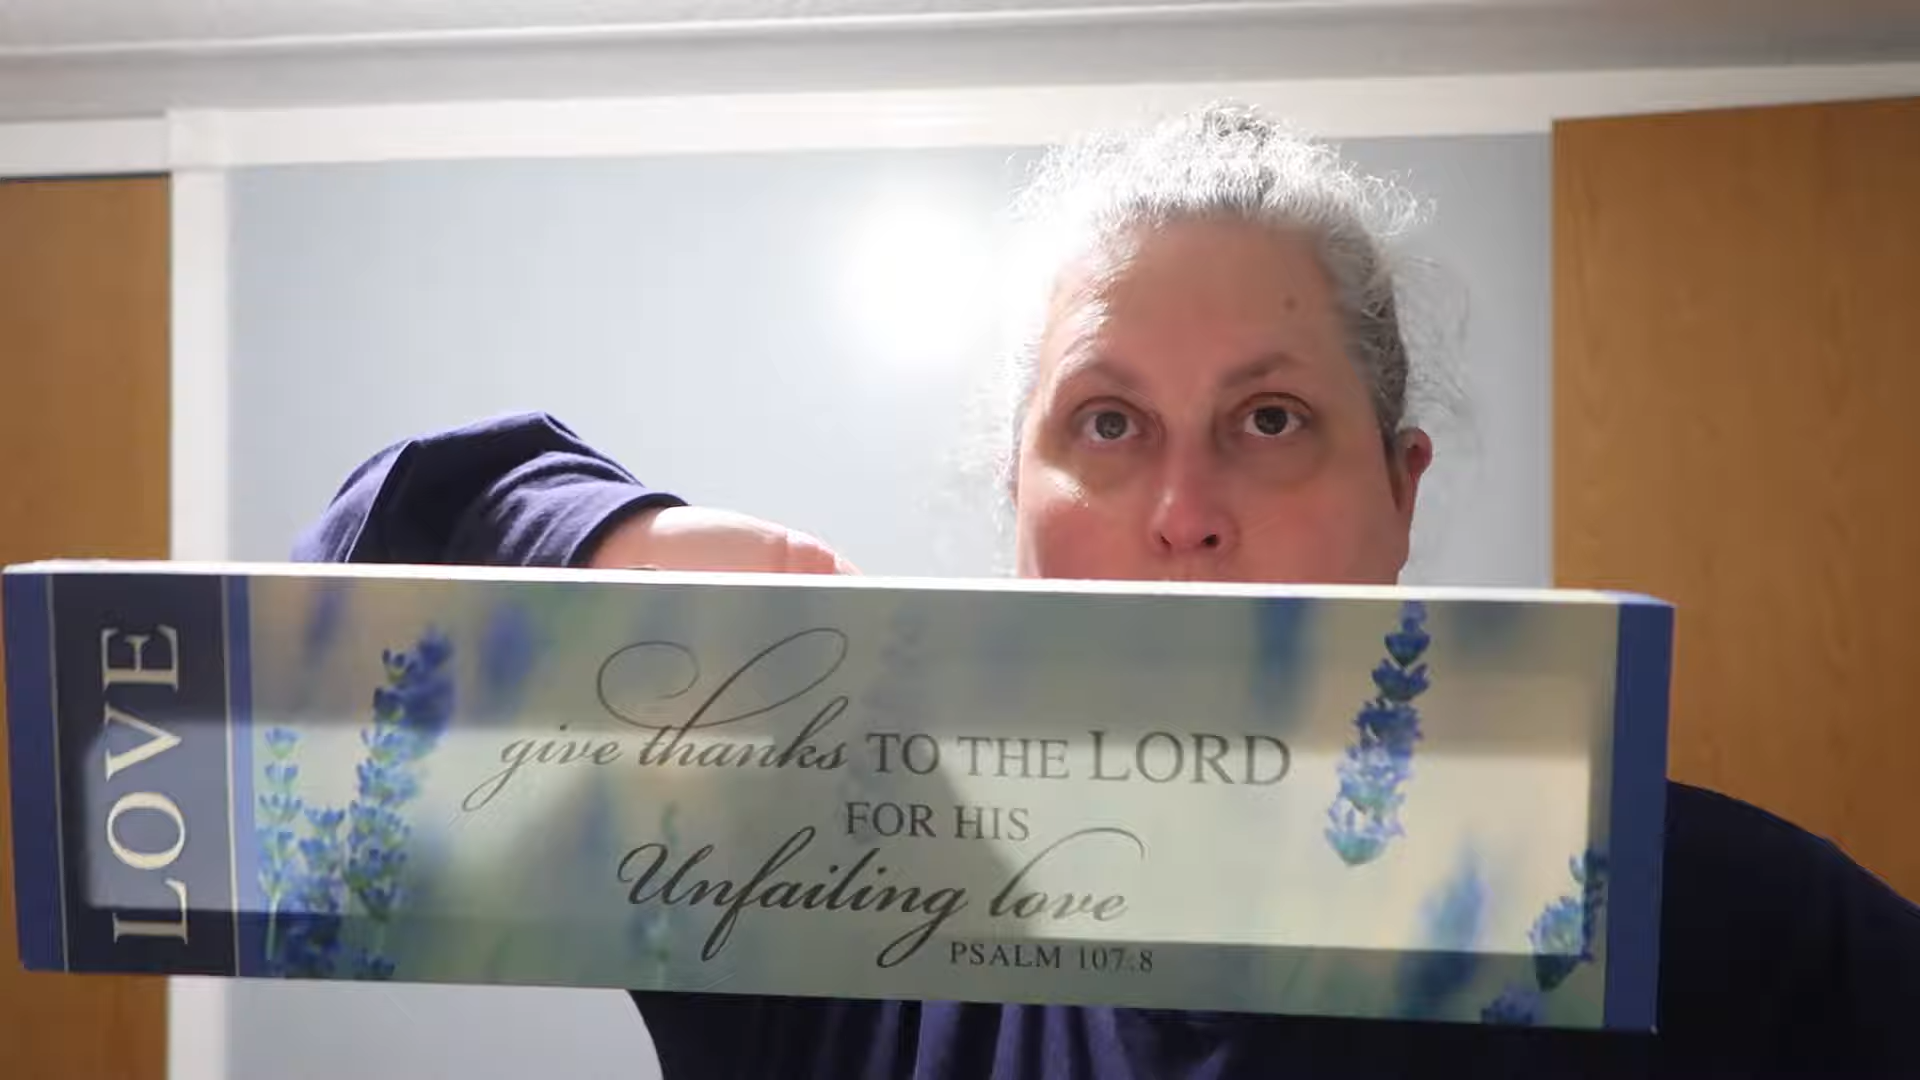 LOVE
give thanks TO THE LORD
FOR HIS
Unfailing love
PSALM 107:8